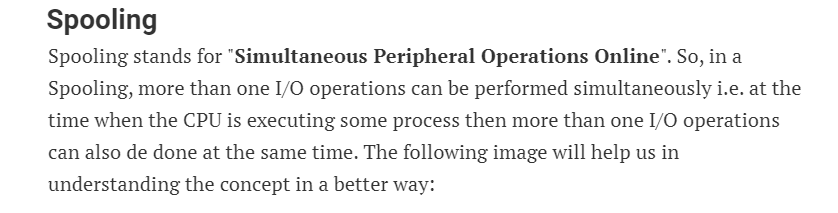 Spooling
Spooling stands for "Simultaneous Peripheral Operations Online". So, in a
Spooling, more than one I/O operations can be performed simultaneously i.e. at the
time when the CPU is executing some process then more than one I/O operations
can also de done at the same time. The following image will help us in
understanding the concept in a better way: